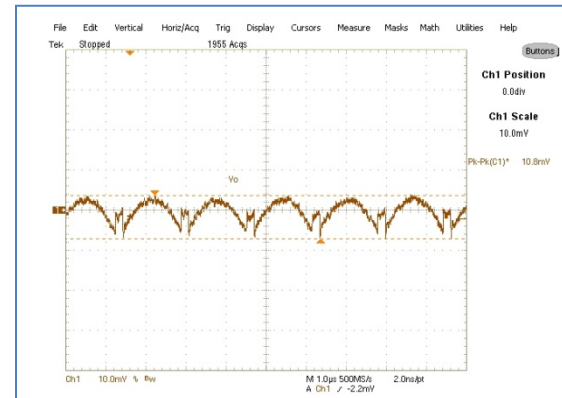 File Edit Vertical Horiz/Acq Trig Display Cursors Measure Masks Math Utilities Help
Tek Stopped 1955 Acqs
Buttons
Ch1 Position
0.0div
Ch1 Scale
10.0mV
Pk-Pk(C1)* 10.8mV
Vo
Ch1 10.0mV % Bw
M 1.0µs 500MS/s 2.0ns/pt
A Ch1 / -2.2mV